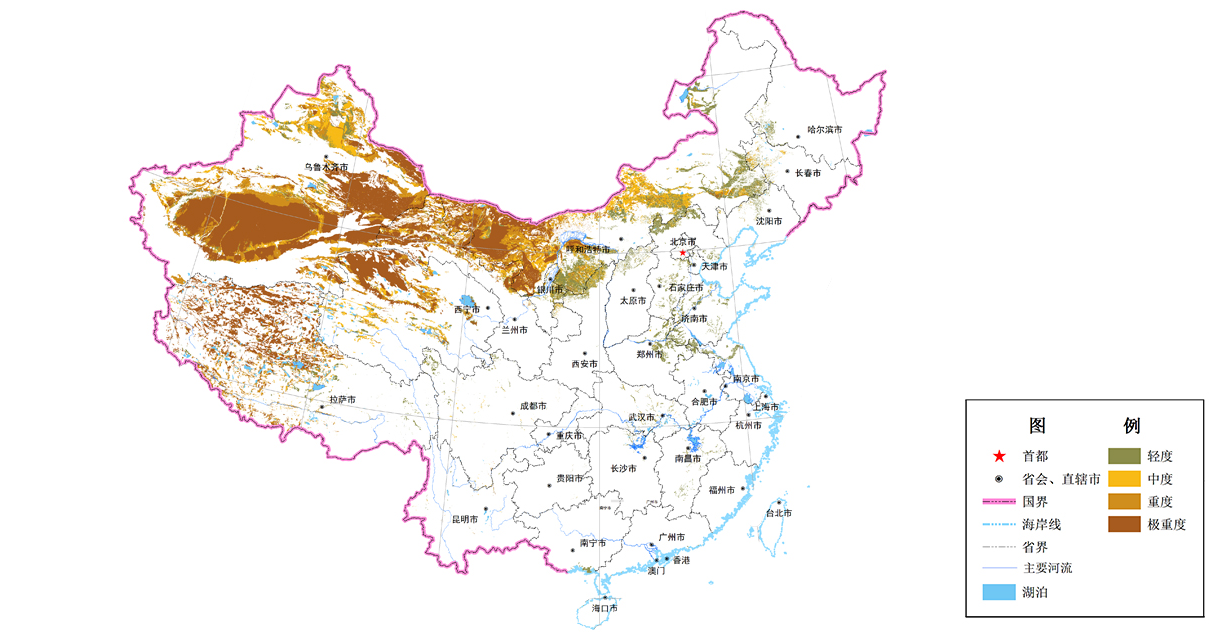 哈尔滨市
长春市
乌鲁木齐市
沈阳市
北京市
呼和浩特市
天津市
银川市
石家庄市
太原市
西宁市
济南市
兰州市
郑州市
西安市
南京市
拉萨市
合肥市
上海市
成都市
武汉市
杭州市
重庆市
南昌市
长沙市
贵阳市
福州市
昆明市
台北市
广州市
南宁市
香港
澳门
海口市
图 例
首都
省会、直辖市
国界
海岸线
省界
主要河流
湖泊
轻度
中度
重度
极重度